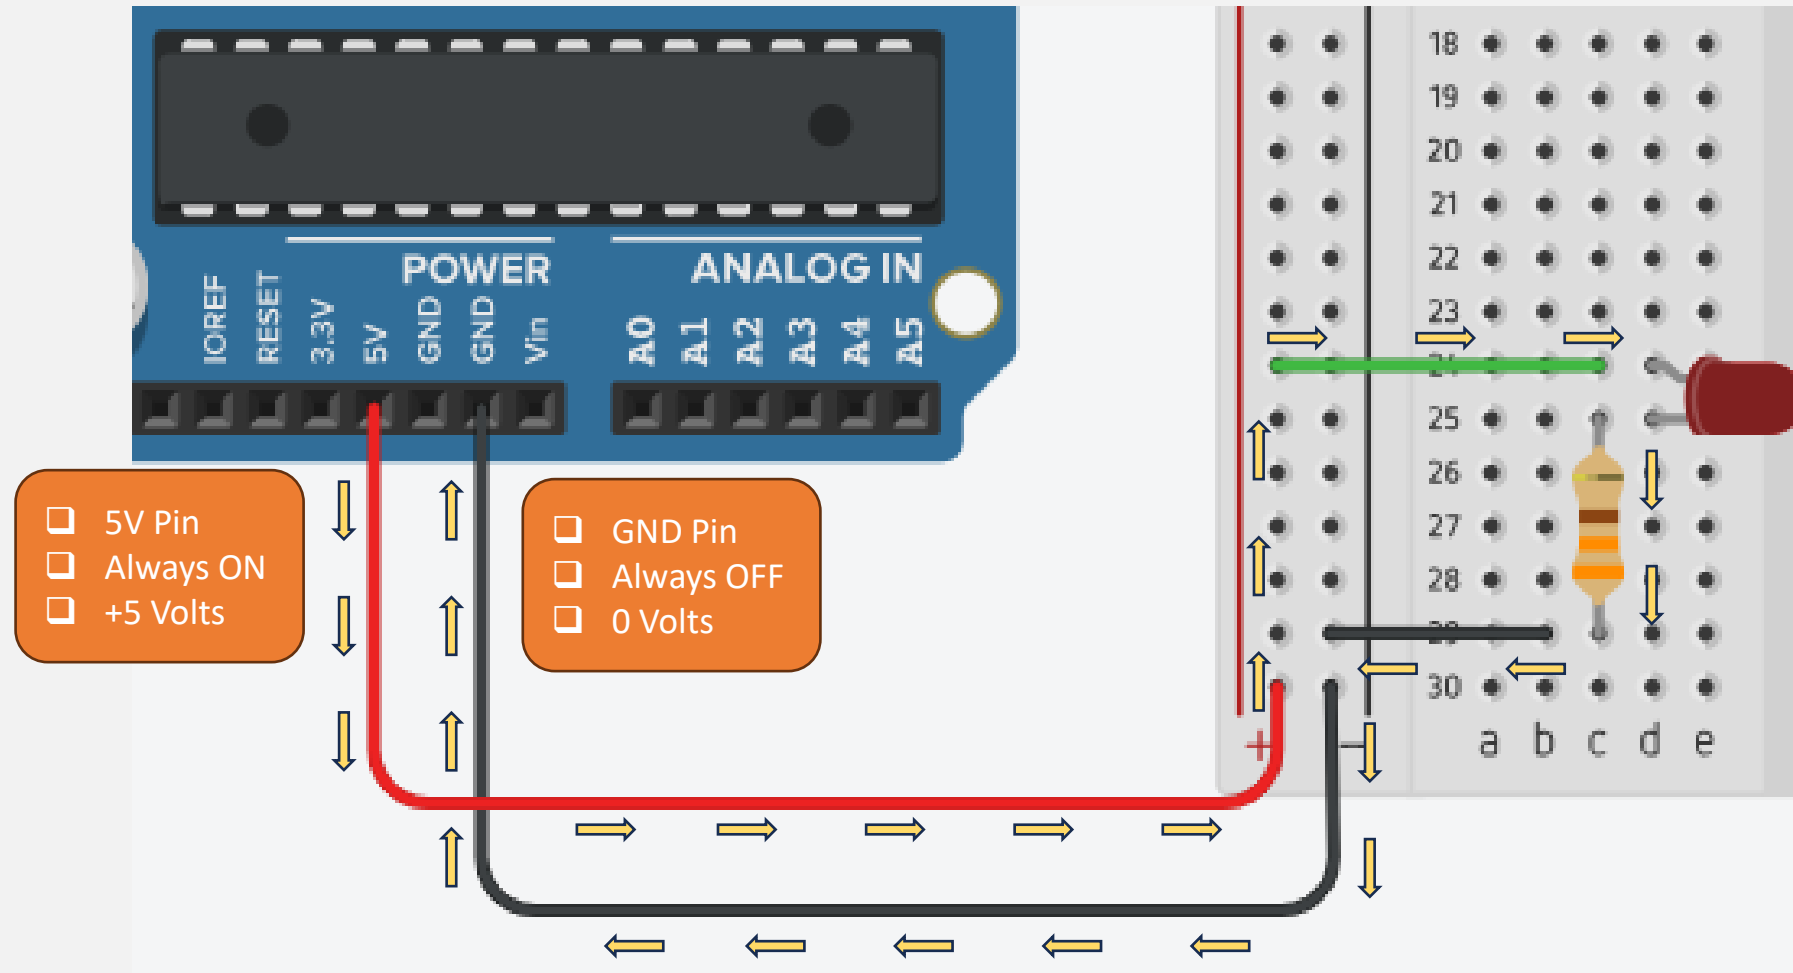 POWER
ANALOG IN
IOREF
RESET
3.3V
5V
GND
GND
Vin
A0
A1
A2
A3
A4
A5
5V Pin
Always ON
+5 Volts
GND Pin
Always OFF
0 Volts
18
19
20
21
22
23
25
26
27
28
30
+
a b c d e